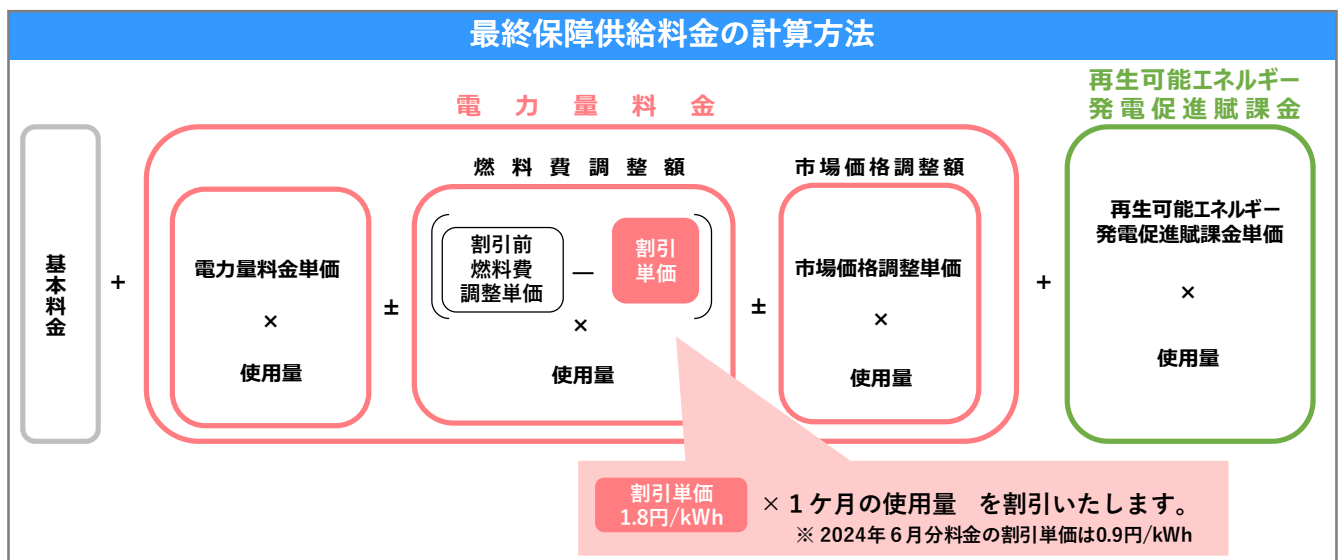 最終保障供給料金の計算方法
再生可能エネルギー
発電促進賦課金
電力量料金
燃料費調整額
市場価格調整額
基本料金
+
電力量料金単価
×
使用量
±
割引前
燃料費
調整単価
―
割引
単価
×
使用量
±
市場価格調整単価
×
使用量
+
再生可能エネルギー
発電促進賦課金単価
×
使用量
割引単価
1.8円/kWh
×１ケ月の使用量　を割引いたします。
※ 2024年６月分料金の割引単価は0.9円/kWh